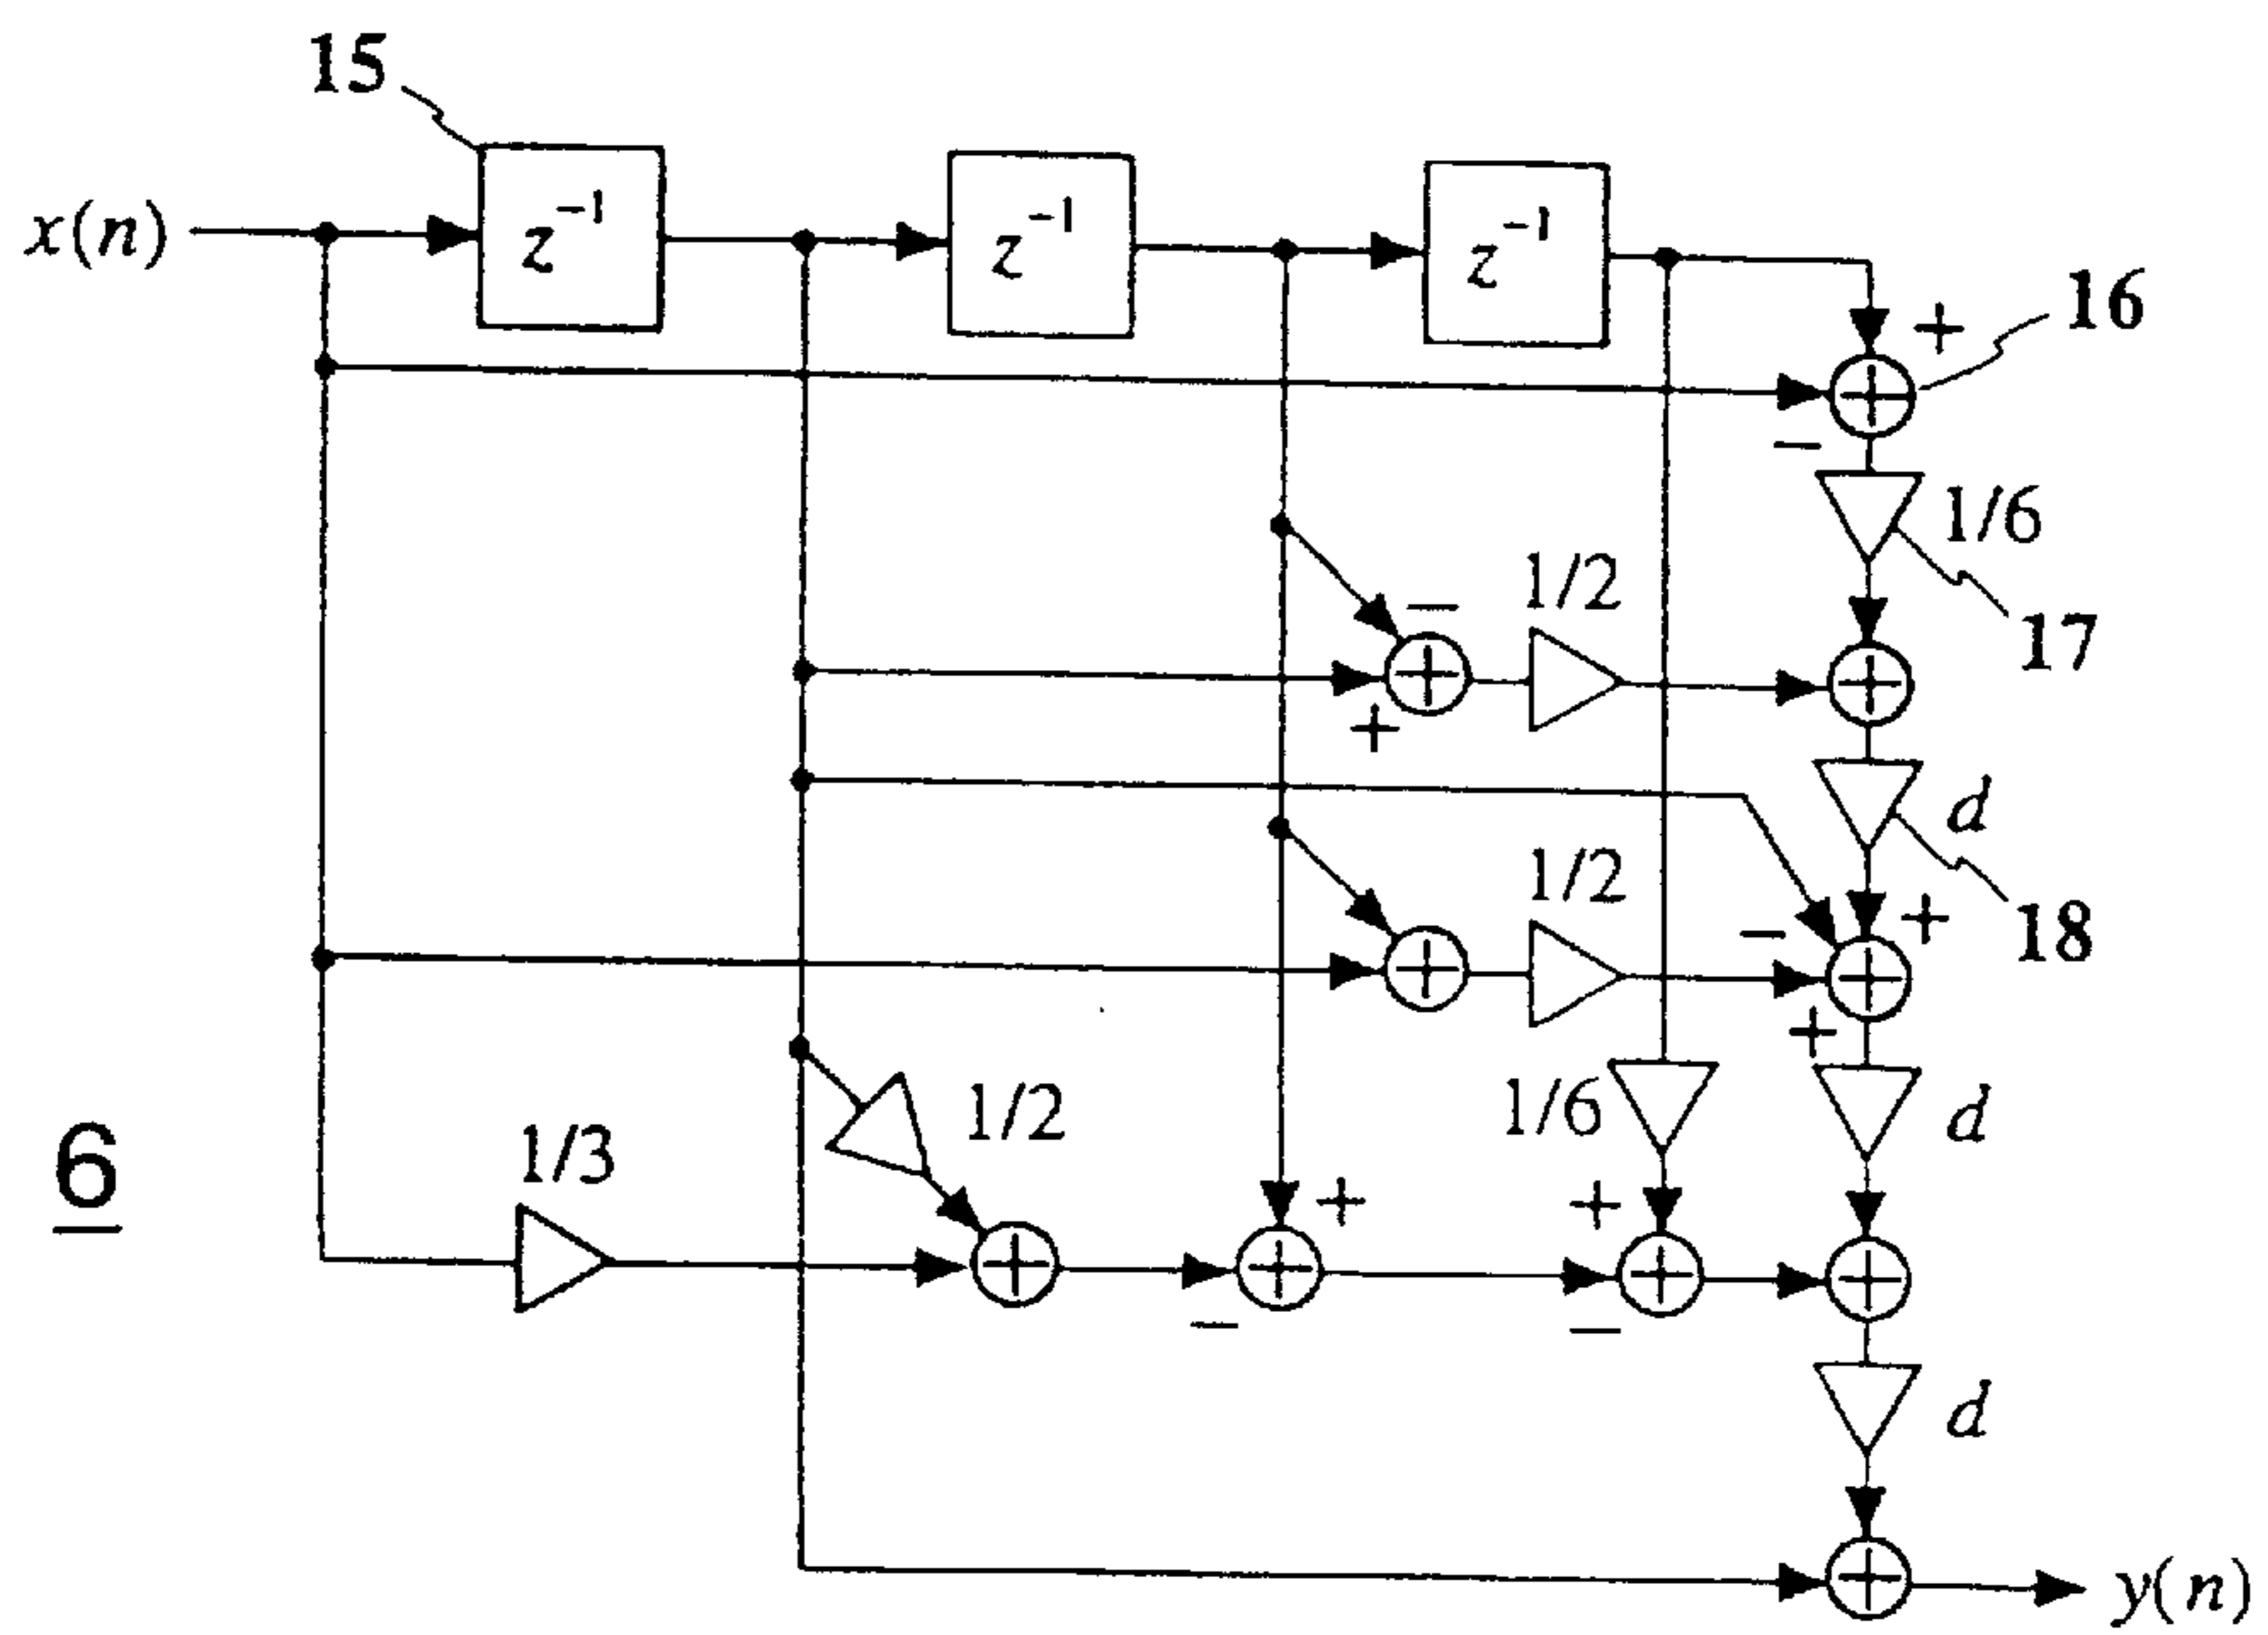 15
x(n)
z⁻¹
z⁻¹
z⁻¹
+
16
−
1/6
17
−
1/2
+
d
18
1/2
−
+
+
1/2
1/6
d
1/3
6
+
+
−
−
d
y(n)